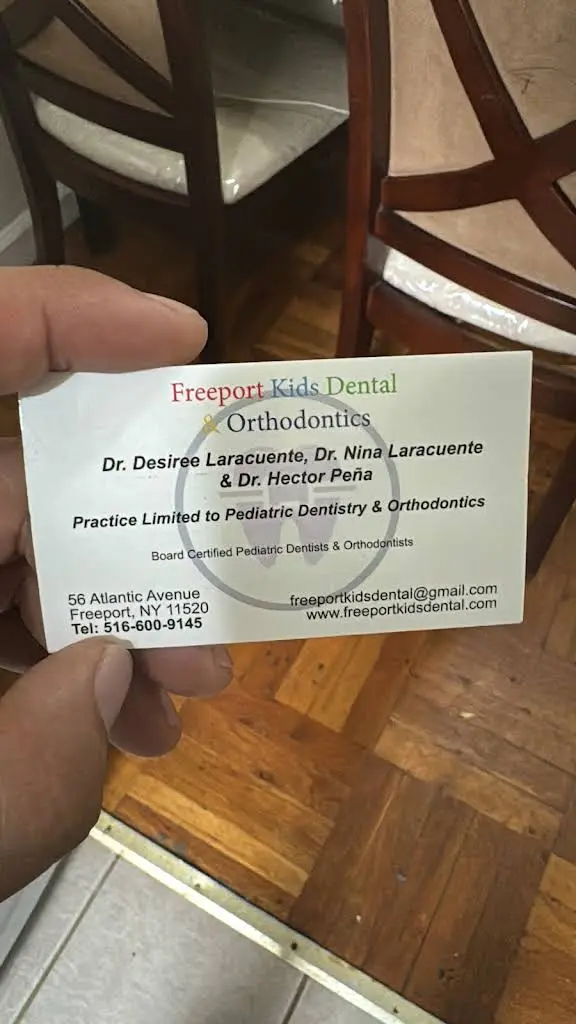 Freeport Kids Dental
& Orthodontics
Dr. Desiree Laracuente, Dr. Nina Laracuente
& Dr. Hector Peña
Practice Limited to Pediatric Dentistry & Orthodontics
Board Certified Pediatric Dentists & Orthodontists
56 Atlantic Avenue
Freeport, NY 11520
Tel: 516-600-9145
freeportkidsdental@gmail.com
www.freeportkidsdental.com